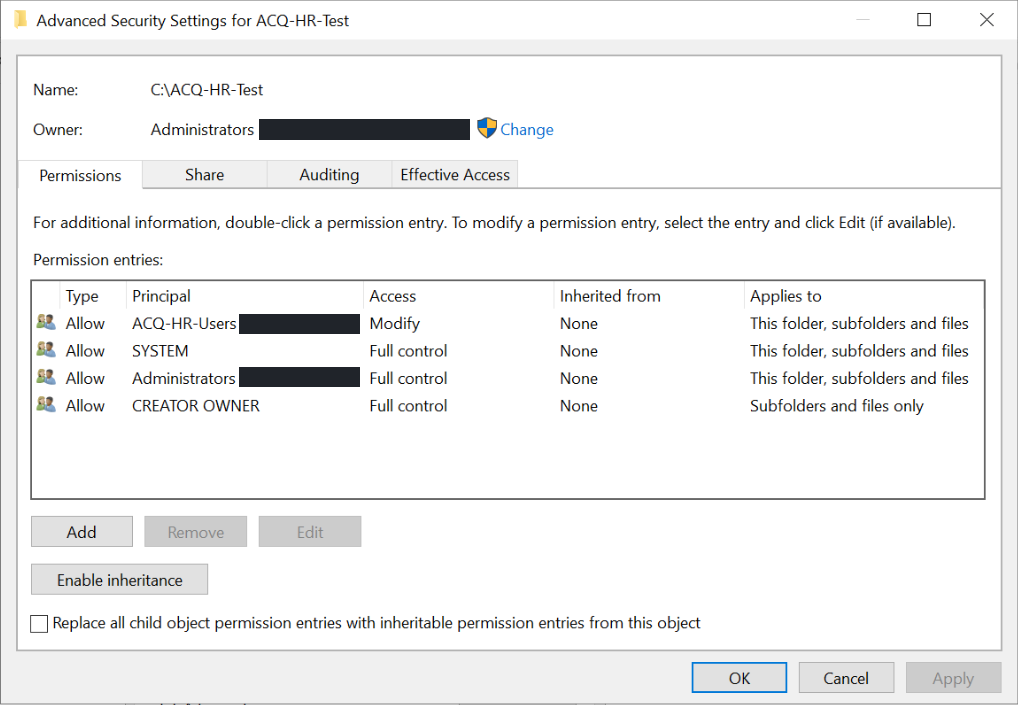 Advanced Security Settings for ACQ-HR-Test
Name: C:\ACQ-HR-Test
Owner: Administrators Change
Permissions Share Auditing Effective Access
For additional information, double-click a permission entry. To modify a permission entry, select the entry and click Edit (if available).
Permission entries:
Type Principal Access Inherited from Applies to
Allow ACQ-HR-Users Modify None This folder, subfolders and files
Allow SYSTEM Full control None This folder, subfolders and files
Allow Administrators Full control None This folder, subfolders and files
Allow CREATOR OWNER Full control None Subfolders and files only
Add Remove Edit
Enable inheritance
Replace all child object permission entries with inheritable permission entries from this object
OK Cancel Apply